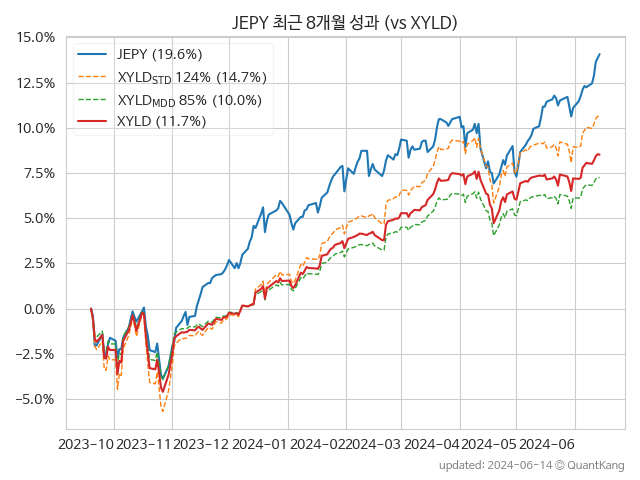 JEPY 최근 8개월 성과 (vs XYLD)
15.0%
12.5%
10.0%
7.5%
5.0%
2.5%
0.0%
−2.5%
−5.0%
JEPY (19.6%)
XYLD_STD 124% (14.7%)
XYLD_MDD 85% (10.0%)
XYLD (11.7%)
2023-10 2023-11 2023-12 2024-01 2024-02 2024-03 2024-04 2024-05 2024-06
updated: 2024-06-14 © QuantKang